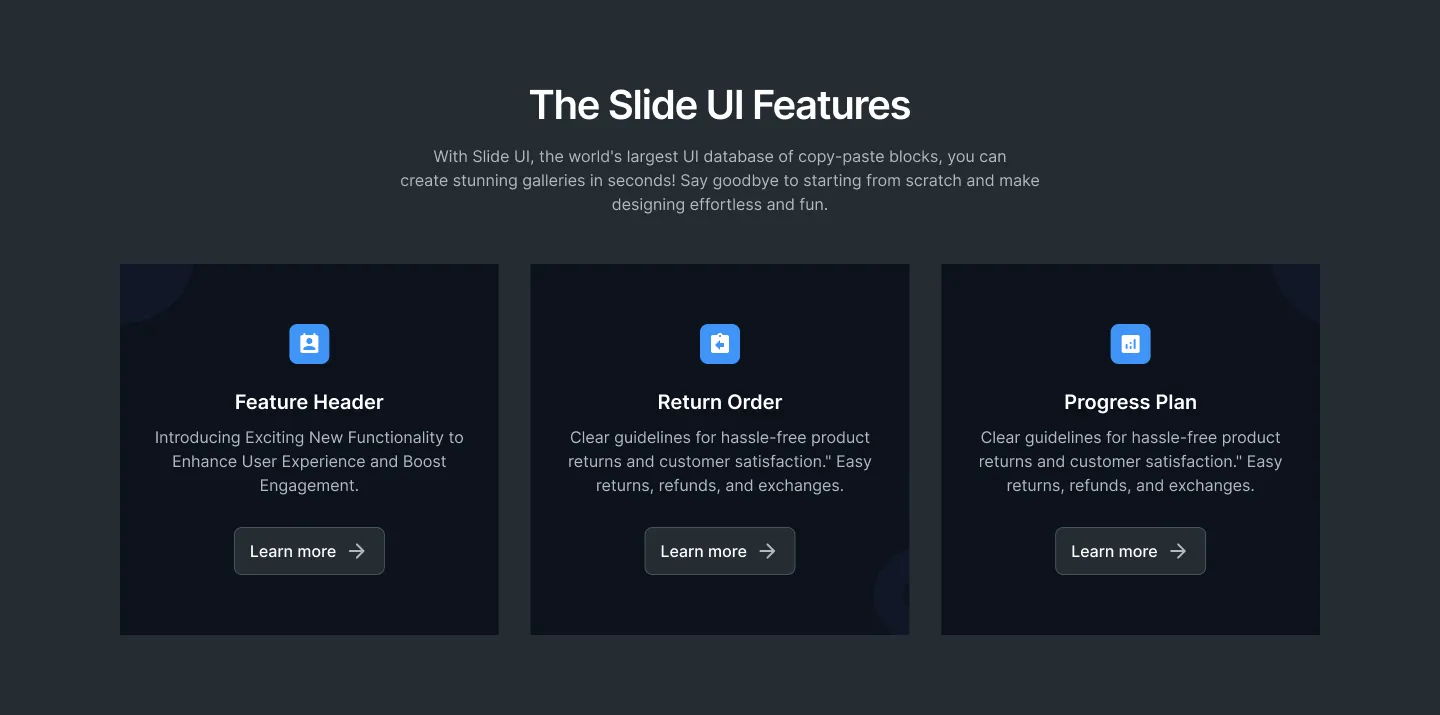 The Slide UI Features
With Slide UI, the world's largest UI database of copy-paste blocks, you can
create stunning galleries in seconds! Say goodbye to starting from scratch and make
designing effortless and fun.
Feature Header
Introducing Exciting New Functionality to
Enhance User Experience and Boost
Engagement.
Learn more
Return Order
Clear guidelines for hassle-free product
returns and customer satisfaction." Easy
returns, refunds, and exchanges.
Learn more
Progress Plan
Clear guidelines for hassle-free product
returns and customer satisfaction." Easy
returns, refunds, and exchanges.
Learn more